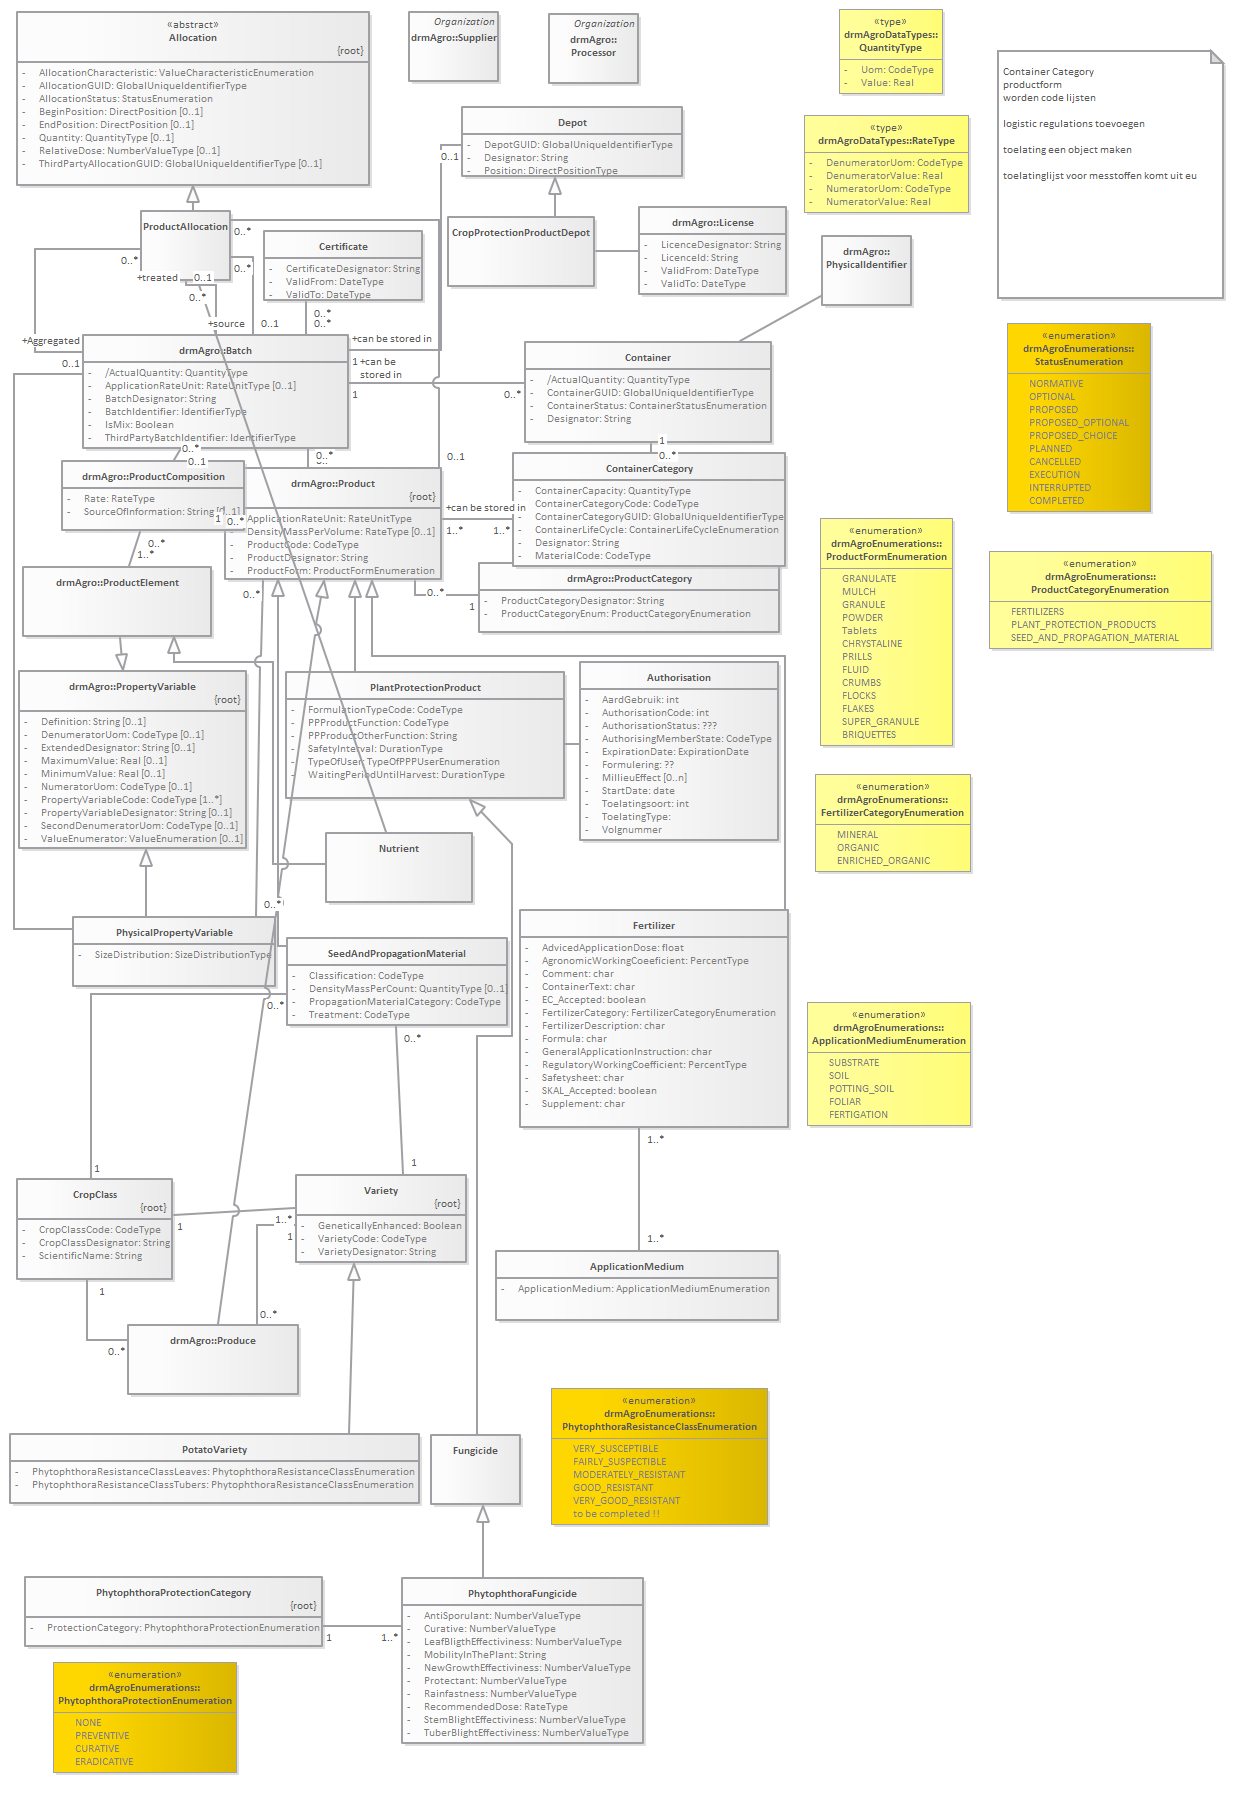 «abstract»
Allocation
{root}
- AllocationCharacteristic: ValueCharacteristicEnumeration
- AllocationGUID: GlobalUniqueIdentifierType
- AllocationStatus: StatusEnumeration
- BeginPosition: DirectPosition [0..1]
- EndPosition: DirectPosition [0..1]
- Quantity: QuantityType [0..1]
- RelativeDose: NumberValueType [0..1]
- ThirdPartyAllocationGUID: GlobalUniqueIdentifierType [0..1]
Organization
drmAgro::Supplier
Organization
drmAgro::
Processor
«type»
drmAgroDataTypes::
QuantityType
- Uom: CodeType
- Value: Real
Container Category
productform
worden code lijsten
logistic regulations toevoegen
toelating een object maken
toelatinglijst voor messtoffen komt uit eu
Depot
- DepotGUID: GlobalUniqueIdentifierType
- Designator: String
- Position: DirectPositionType
0..1
«type»
drmAgroDataTypes::RateType
- DenumeratorUom: CodeType
- DenumeratorValue: Real
- NumeratorUom: CodeType
- NumeratorValue: Real
ProductAllocation
0..*
0..*
0..*
+treated
0..1
0..*
Certificate
- CertificateDesignator: String
- ValidFrom: DateType
- ValidTo: DateType
0..*
0..*
CropProtectionProductDepot
drmAgro::License
- LicenceDesignator: String
- LicenceId: String
- ValidFrom: DateType
- ValidTo: DateType
drmAgro::
PhysicalIdentifier
+source
0..1
+Aggregated
0..1
drmAgro::Batch
- /ActualQuantity: QuantityType
- ApplicationRateUnit: RateUnitType [0..1]
- BatchDesignator: String
- BatchIdentifier: IdentifierType
- IsMix: Boolean
- ThirdPartyBatchIdentifier: IdentifierType
+can be stored in
1
+can be
stored in
1
0..*
Container
- /ActualQuantity: QuantityType
- ContainerGUID: GlobalUniqueIdentifierType
- ContainerStatus: ContainerStatusEnumeration
- Designator: String
1
0..*
«enumeration»
drmAgroEnumerations::
StatusEnumeration
NORMATIVE
OPTIONAL
PROPOSED
PROPOSED_OPTIONAL
PROPOSED_CHOICE
PLANNED
CANCELLED
EXECUTION
INTERRUPTED
COMPLETED
0..*
0..1
0..*
0..1
drmAgro::ProductComposition
- Rate: RateType
- SourceOfInformation: String [0..1]
1
0..*
drmAgro::Product
{root}
- ApplicationRateUnit: RateUnitType
- DensityMassPerVolume: RateType [0..1]
- ProductCode: CodeType
- ProductDesignator: String
- ProductForm: ProductFormEnumeration
+can be stored in
1..*
1..*
ContainerCategory
- ContainerCapacity: QuantityType
- ContainerCategoryCode: CodeType
- ContainerCategoryGUID: GlobalUniqueIdentifierType
- ContainerLifeCycle: ContainerLifeCycleEnumeration
- Designator: String
- MaterialCode: CodeType
drmAgro::ProductCategory
- ProductCategoryDesignator: String
- ProductCategoryEnum: ProductCategoryEnumeration
0..*
1
0..*
0..*
1..*
drmAgro::ProductElement
«enumeration»
drmAgroEnumerations::
ProductFormEnumeration
GRANULATE
MULCH
GRANULE
POWDER
Tablets
CHRYSTALINE
PRILLS
FLUID
CRUMBS
FLOCKS
FLAKES
SUPER_GRANULE
BRIQUETTES
«enumeration»
drmAgroEnumerations::
ProductCategoryEnumeration
FERTILIZERS
PLANT_PROTECTION_PRODUCTS
SEED_AND_PROPAGATION_MATERIAL
drmAgro::PropertyVariable
{root}
- Definition: String [0..1]
- DenumeratorUom: CodeType [0..1]
- ExtendedDesignator: String [0..1]
- MaximumValue: Real [0..1]
- MinimumValue: Real [0..1]
- NumeratorUom: CodeType [0..1]
- PropertyVariableCode: CodeType [1..*]
- PropertyVariableDesignator: String [0..1]
- SecondDenumeratorUom: CodeType [0..1]
- ValueEnumerator: ValueEnumeration [0..1]
PlantProtectionProduct
- FormulationTypeCode: CodeType
- PPProductFunction: CodeType
- PPProductOtherFunction: String
- SafetyInterval: DurationType
- TypeOfUser: TypeOfPPPUserEnumeration
- WaitingPeriodUntilHarvest: DurationType
Authorisation
- AardGebruik: int
- AuthorisationCode: int
- AuthorisationStatus: ???
- AuthorisingMemberState: CodeType
- ExpirationDate: ExpirationDate
- Formulering: ??
- MillieuEffect [0..n]
- StartDate: date
- Toelatingsoort: int
- ToelatingType:
- Volgnummer
«enumeration»
drmAgroEnumerations::
FertilizerCategoryEnumeration
MINERAL
ORGANIC
ENRICHED_ORGANIC
Nutrient
0..*
PhysicalPropertyVariable
- SizeDistribution: SizeDistributionType
SeedAndPropagationMaterial
- Classification: CodeType
- DensityMassPerCount: QuantityType [0..1]
- PropagationMaterialCategory: CodeType
- Treatment: CodeType
0..*
0..*
Fertilizer
- AdvicedApplicationDose: float
- AgronomicWorkingCoeeficient: PercentType
- Comment: char
- ContainerText: char
- EC_Accepted: boolean
- FertilizerCategory: FertilizerCategoryEnumeration
- FertilizerDescription: char
- Formula: char
- GeneralApplicationInstruction: char
- RegulatoryWorkingCoefficient: PercentType
- Safetysheet: char
- SKAL_Accepted: boolean
- Supplement: char
1..*
1..*
«enumeration»
drmAgroEnumerations::
ApplicationMediumEnumeration
SUBSTRATE
SOIL
POTTING_SOIL
FOLIAR
FERTIGATION
1
1
CropClass
{root}
- CropClassCode: CodeType
- CropClassDesignator: String
- ScientificName: String
1
1
Variety
{root}
- GeneticallyEnhanced: Boolean
- VarietyCode: CodeType
- VarietyDesignator: String
1..*
1
0..*
0..*
drmAgro::Produce
ApplicationMedium
- ApplicationMedium: ApplicationMediumEnumeration
PotatoVariety
- PhytophthoraResistanceClassLeaves: PhytophthoraResistanceClassEnumeration
- PhytophthoraResistanceClassTubers: PhytophthoraResistanceClassEnumeration
Fungicide
«enumeration»
drmAgroEnumerations::
PhytophthoraResistanceClassEnumeration
VERY_SUSCEPTIBLE
FAIRLY_SUSPECTIBLE
MODERATELY_RESISTANT
GOOD_RESISTANT
VERY_GOOD_RESISTANT
to be completed !!
PhytophthoraProtectionCategory
{root}
- ProtectionCategory: PhytophthoraProtectionEnumeration
1
1..*
PhytophthoraFungicide
- AntiSporulant: NumberValueType
- Curative: NumberValueType
- LeafBligthEffectiviness: NumberValueType
- MobilityInThePlant: String
- NewGrowthEffectiviness: NumberValueType
- Protectant: NumberValueType
- Rainfastness: NumberValueType
- RecommendedDose: RateType
- StemBlightEffectiviness: NumberValueType
- TuberBlightEffectiviness: NumberValueType
«enumeration»
drmAgroEnumerations::
PhytophthoraProtectionEnumeration
NONE
PREVENTIVE
CURATIVE
ERADICATIVE